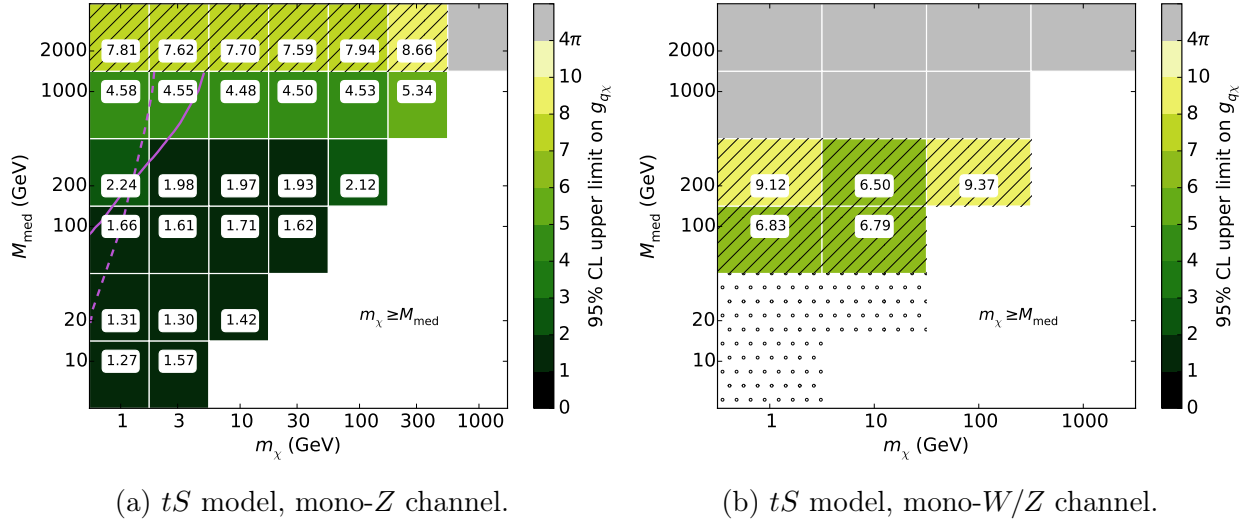 2000
1000
200
100
20
10
M_med (GeV)
7.81 7.62 7.70 7.59 7.94 8.66
4.58 4.55 4.48 4.50 4.53 5.34
2.24 1.98 1.97 1.93 2.12
1.66 1.61 1.71 1.62
1.31 1.30 1.42
1.27 1.57
m_χ ≥ M_med
1 3 10 30 100 300 1000
m_χ (GeV)
4π
10
8
7
6
5
4
3
2
1
0
95% CL upper limit on g_qχ
(a) tS model, mono-Z channel.
2000
1000
200
100
20
10
M_med (GeV)
9.12 6.50 9.37
6.83 6.79
m_χ ≥ M_med
1 10 100 1000
m_χ (GeV)
4π
10
8
7
6
5
4
3
2
1
0
95% CL upper limit on g_qχ
(b) tS model, mono-W/Z channel.